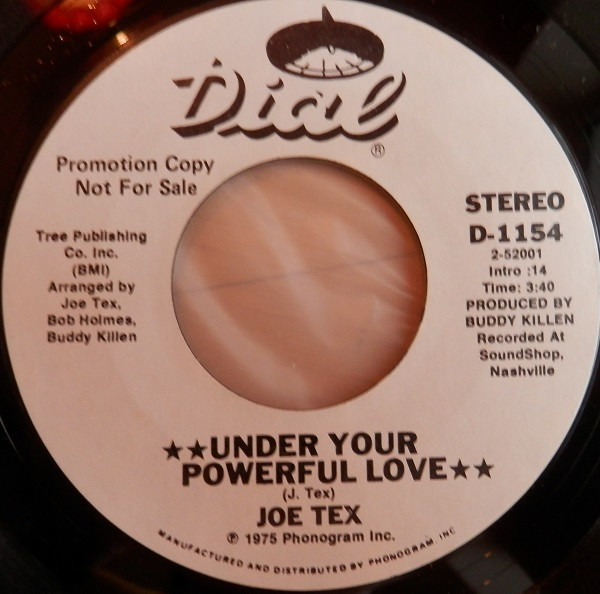 Dial
®
Promotion Copy
Not For Sale
Tree Publishing
Co. Inc.
(BMI)
Arranged by
Joe Tex,
Bob Holmes,
Buddy Killen
STEREO
D-1154
2-52001
Intro :14
Time: 3:40
PRODUCED BY
BUDDY KILLEN
Recorded At
SoundShop,
Nashville
★★UNDER YOUR
POWERFUL LOVE★★
(J. Tex)
JOE TEX
℗ 1975 Phonogram Inc.
MANUFACTURED AND DISTRIBUTED BY PHONOGRAM, INC